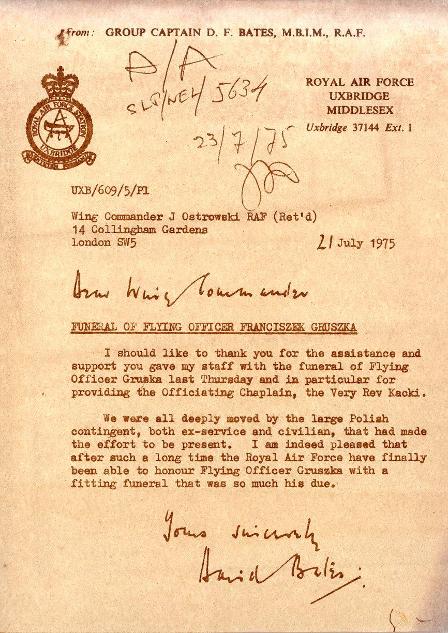 From: GROUP CAPTAIN D. F. BATES, M.B.I.M., R.A.F.
A/A
5634
23/7/75
ROYAL AIR FORCE STATION
UXBRIDGE
ROYAL AIR FORCE
UXBRIDGE
MIDDLESEX
Uxbridge 37144 Ext. 1
UXB/609/5/P1
Wing Commander J Ostrowski RAF (Ret'd)
14 Collingham Gardens
London SW5
21 July 1975
Dear Wing Commander
FUNERAL OF FLYING OFFICER FRANCISZEK GRUSZKA
I should like to thank you for the assistance and
support you gave my staff with the funeral of Flying
Officer Gruska last Thursday and in particular for
providing the Officiating Chaplain, the Very Rev Kacki.
We were all deeply moved by the large Polish
contingent, both ex-service and civilian, that had made
the effort to be present. I am indeed pleased that
after such a long time the Royal Air Force have finally
been able to honour Flying Officer Gruszka with a
fitting funeral that was so much his due.
Yours sincerely
David Bates.